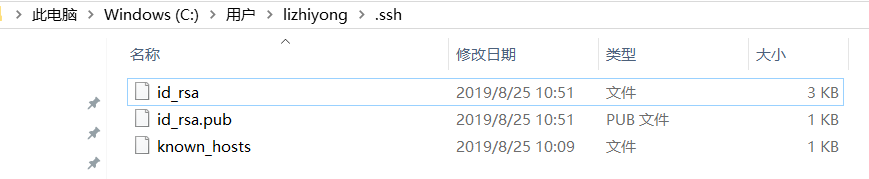 此电脑 > Windows (C:) > 用户 > lizhiyong > .ssh
名称 修改日期 类型 大小
id_rsa 2019/8/25 10:51 文件 3 KB
id_rsa.pub 2019/8/25 10:51 PUB 文件 1 KB
known_hosts 2019/8/25 10:09 文件 1 KB